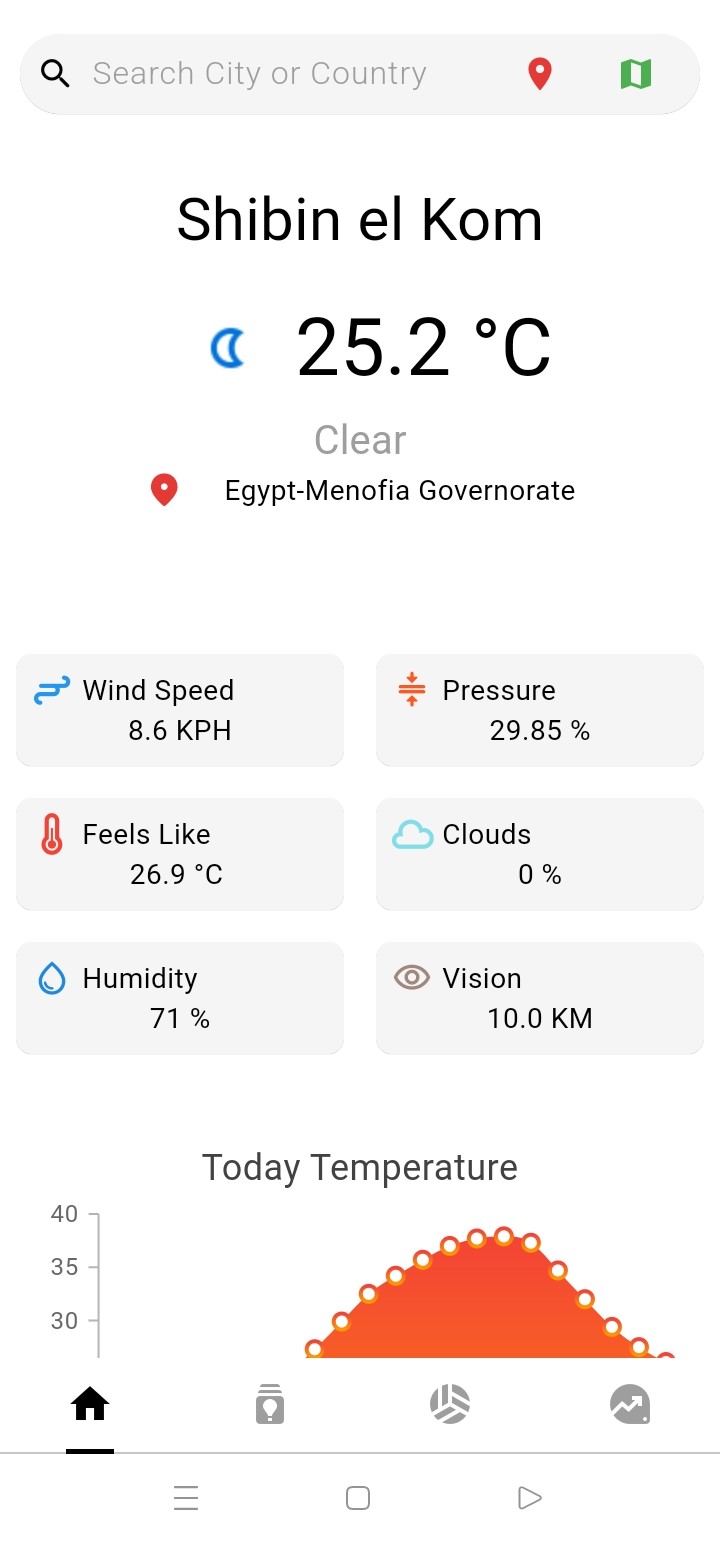 Search City or Country
Shibin el Kom
25.2 °C
Clear
Egypt-Menofia Governorate
Wind Speed
8.6 KPH
Pressure
29.85 %
Feels Like
26.9 °C
Clouds
0 %
Humidity
71 %
Vision
10.0 KM
Today Temperature
40
35
30